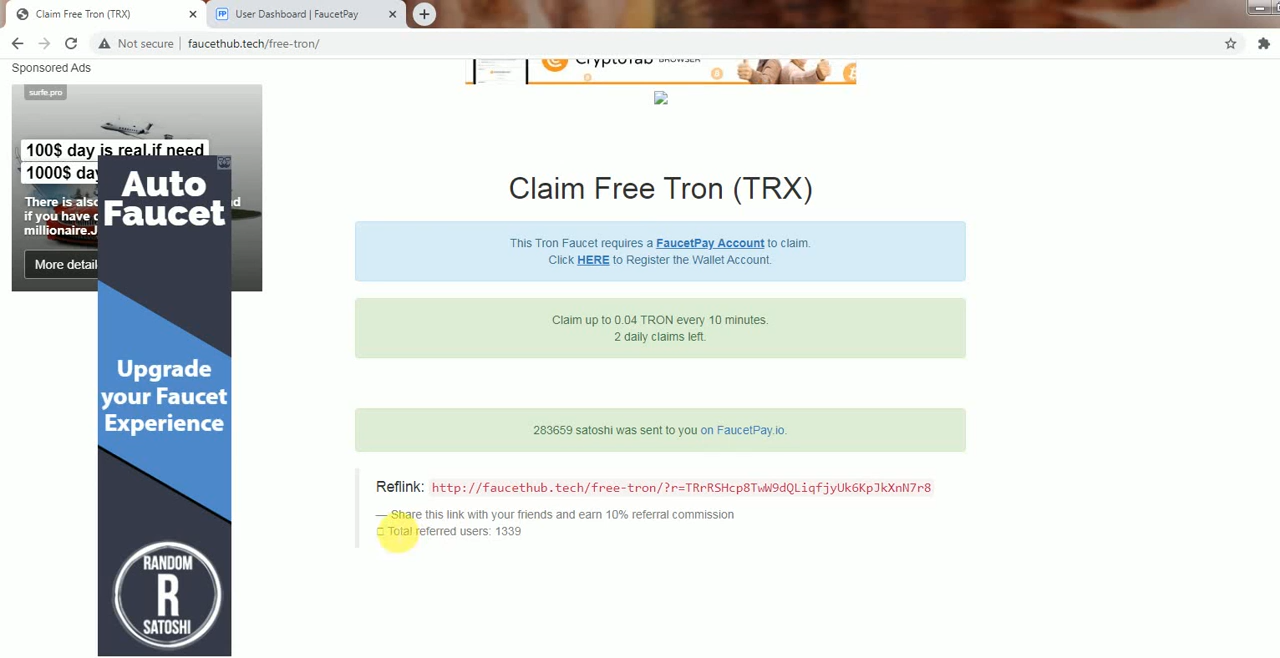 Claim Free Tron (TRX)
FP User Dashboard | FaucetPay
Not secure | faucethub.tech/free-tron/
Sponsored Ads
surfe.pro
100$ day is real.if need
1000$ day
There is also
d
if you have
millionaire.J
More detail
Auto
Faucet
Upgrade
your Faucet
Experience
RANDOM
R
SATOSHI
CryptoTab BROWSER
Claim Free Tron (TRX)
This Tron Faucet requires a FaucetPay Account to claim.
Click HERE to Register the Wallet Account.
Claim up to 0.04 TRON every 10 minutes.
2 daily claims left.
283659 satoshi was sent to you on FaucetPay.io.
Reflink: http://faucethub.tech/free-tron/?r=TRrRSHcp8TwW9dQLiqfjyUk6KpJkXnN7r8
— Share this link with your friends and earn 10% referral commission
Total referred users: 1339